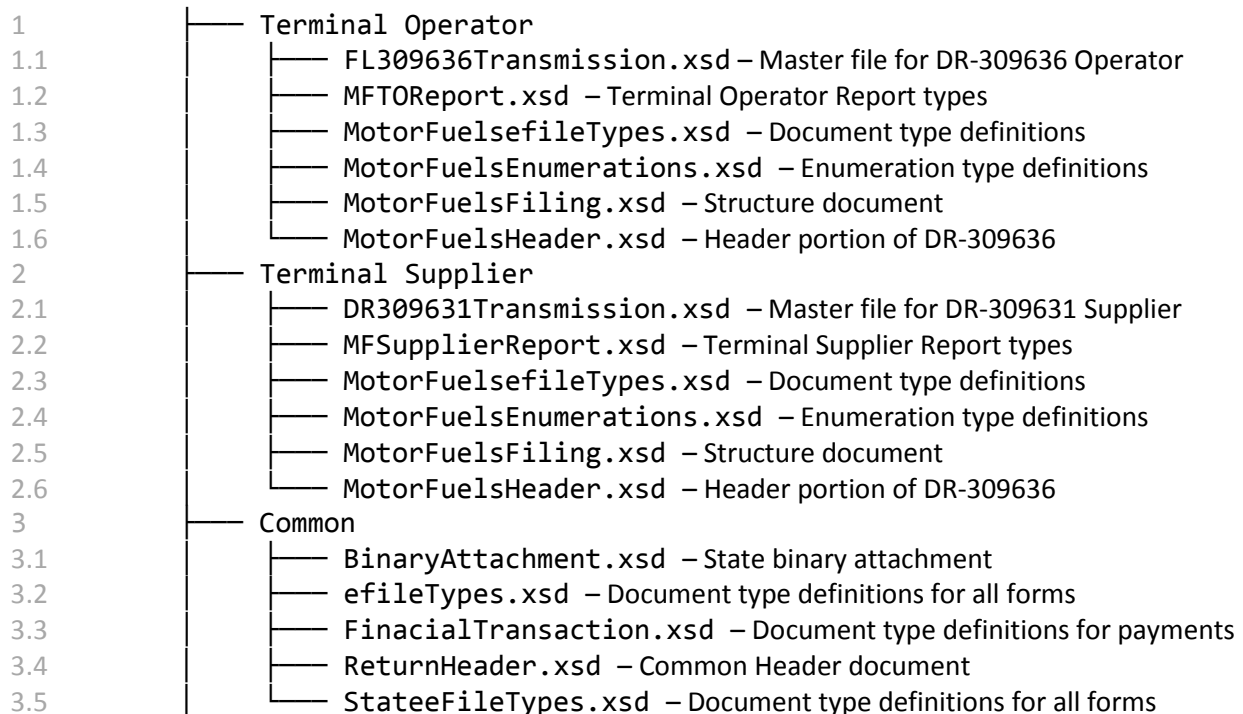 1 Terminal Operator
1.1 FL309636Transmission.xsd – Master file for DR-309636 Operator
1.2 MFTOReport.xsd – Terminal Operator Report types
1.3 MotorFuelsefileTypes.xsd – Document type definitions
1.4 MotorFuelsEnumerations.xsd – Enumeration type definitions
1.5 MotorFuelsFiling.xsd – Structure document
1.6 MotorFuelsHeader.xsd – Header portion of DR-309636
2 Terminal Supplier
2.1 DR309631Transmission.xsd – Master file for DR-309631 Supplier
2.2 MFSupplierReport.xsd – Terminal Supplier Report types
2.3 MotorFuelsefileTypes.xsd – Document type definitions
2.4 MotorFuelsEnumerations.xsd – Enumeration type definitions
2.5 MotorFuelsFiling.xsd – Structure document
2.6 MotorFuelsHeader.xsd – Header portion of DR-309636
3 Common
3.1 BinaryAttachment.xsd – State binary attachment
3.2 efileTypes.xsd – Document type definitions for all forms
3.3 FinacialTransaction.xsd – Document type definitions for payments
3.4 ReturnHeader.xsd – Common Header document
3.5 StateeFileTypes.xsd – Document type definitions for all forms